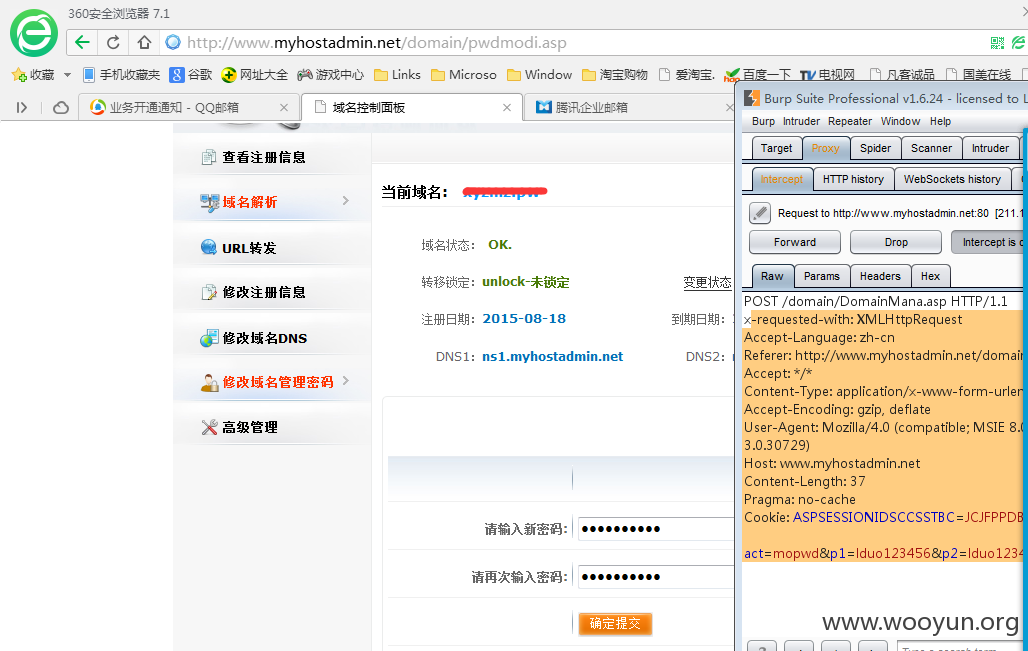 360安全浏览器 7.1
http://www.myhostadmin.net/domain/pwdmodi.asp
收藏 手机收藏夹 谷歌 网址大全 游戏中心 Links Microso Window 淘宝购物 爱淘宝. 百度一下 电视网 凡客诚品 国美在线
业务开通通知 - QQ邮箱 域名控制面板 腾讯企业邮箱
查看注册信息
域名解析
URL转发
修改注册信息
修改域名DNS
修改域名管理密码
高级管理
当前域名:
域名状态: OK.
转移锁定: unlock-未锁定 变更状态
注册日期: 2015-08-18 到期日期:
DNS1: ns1.myhostadmin.net DNS2:
请输入新密码:
请再次输入密码:
确定提交
Burp Suite Professional v1.6.24 - licensed to L
Burp Intruder Repeater Window Help
Target Proxy Spider Scanner Intruder
Intercept HTTP history WebSockets history
Request to http://www.myhostadmin.net:80 [211.1
Forward Drop Intercept is
Raw Params Headers Hex
POST /domain/DomainMana.asp HTTP/1.1
x-requested-with: XMLHttpRequest
Accept-Language: zh-cn
Referer: http://www.myhostadmin.net/domain
Accept: */*
Content-Type: application/x-www-form-urlen
Accept-Encoding: gzip, deflate
User-Agent: Mozilla/4.0 (compatible; MSIE 8.0
3.0.30729)
Host: www.myhostadmin.net
Content-Length: 37
Pragma: no-cache
Cookie: ASPSESSIONIDSCCSSTBC=JCJFPPDB
act=mopwd&p1=lduo123456&p2=lduo1234
www.wooyun.org